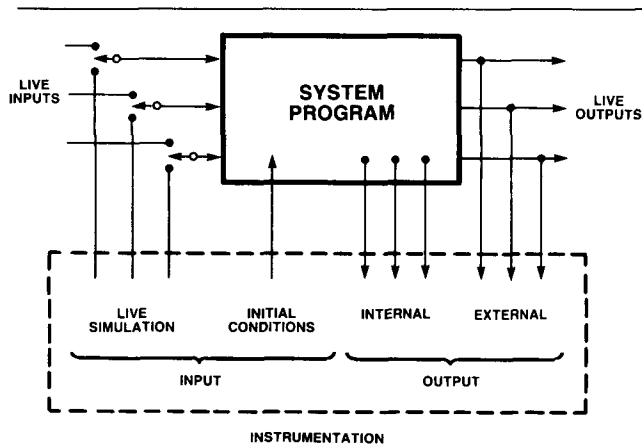 SYSTEM
PROGRAM
LIVE
INPUTS
LIVE
OUTPUTS
LIVE
SIMULATION
INITIAL
CONDITIONS
INTERNAL
EXTERNAL
INPUT
OUTPUT
INSTRUMENTATION